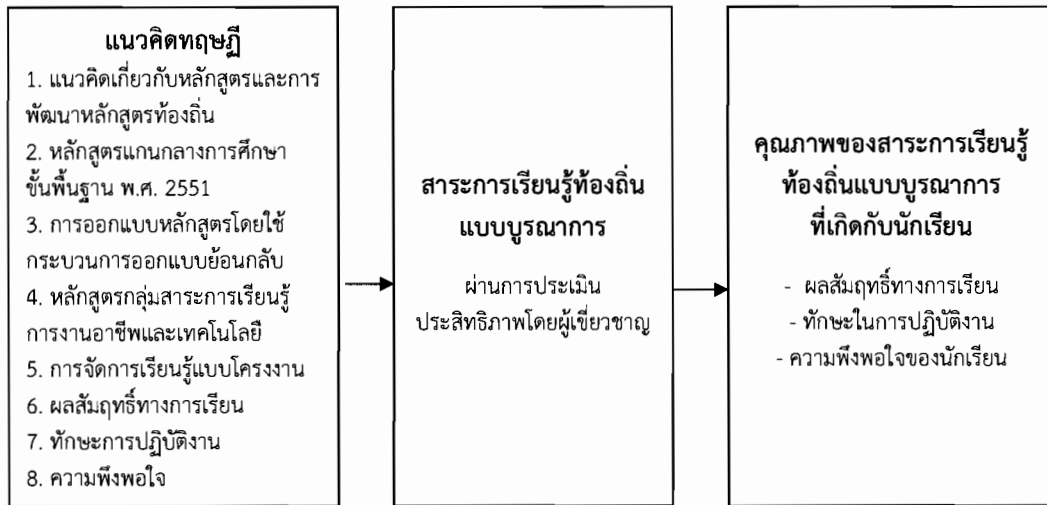 แนวคิดทฤษฏี
1. แนวคิดเกี่ยวกับหลักสูตรและการ
พัฒนาหลักสูตรท้องถิ่น
2. หลักสูตรแกนกลางการศึกษา
ขั้นพื้นฐาน พ.ศ. 2551
3. การออกแบบหลักสูตรโดยใช้
กระบวนการออกแบบย้อนกลับ
4. หลักสูตรกลุ่มสาระการเรียนรู้
การงานอาชีพและเทคโนโลยี
5. การจัดการเรียนรู้แบบโครงงาน
6. ผลสัมฤทธิ์ทางการเรียน
7. ทักษะการปฏิบัติงาน
8. ความพึงพอใจ
สาระการเรียนรู้ท้องถิ่น
แบบบูรณาการ
ผ่านการประเมิน
ประสิทธิภาพโดยผู้เชี่ยวชาญ
คุณภาพของสาระการเรียนรู้
ท้องถิ่นแบบบูรณาการ
ที่เกิดกับนักเรียน
- ผลสัมฤทธิ์ทางการเรียน
- ทักษะในการปฏิบัติงาน
- ความพึงพอใจของนักเรียน